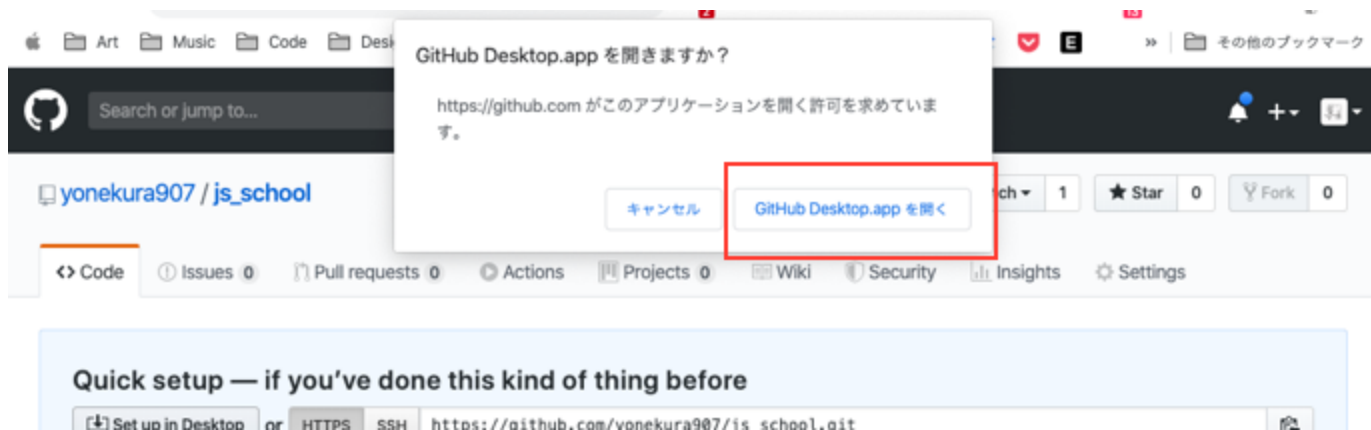 Art Music Code Desi » その他のブックマーク
GitHub Desktop.app を開きますか？
https://github.com がこのアプリケーションを開く許可を求めていま
す。
キャンセル GitHub Desktop.app を開く
Search or jump to...
yonekura907 / js_school
ch 1 Star 0 Fork 0
Code Issues 0 Pull requests 0 Actions Projects 0 Wiki Security Insights Settings
Quick setup — if you’ve done this kind of thing before
Set up in Desktop or HTTPS SSH https://github.com/yonekura907/js_school.git